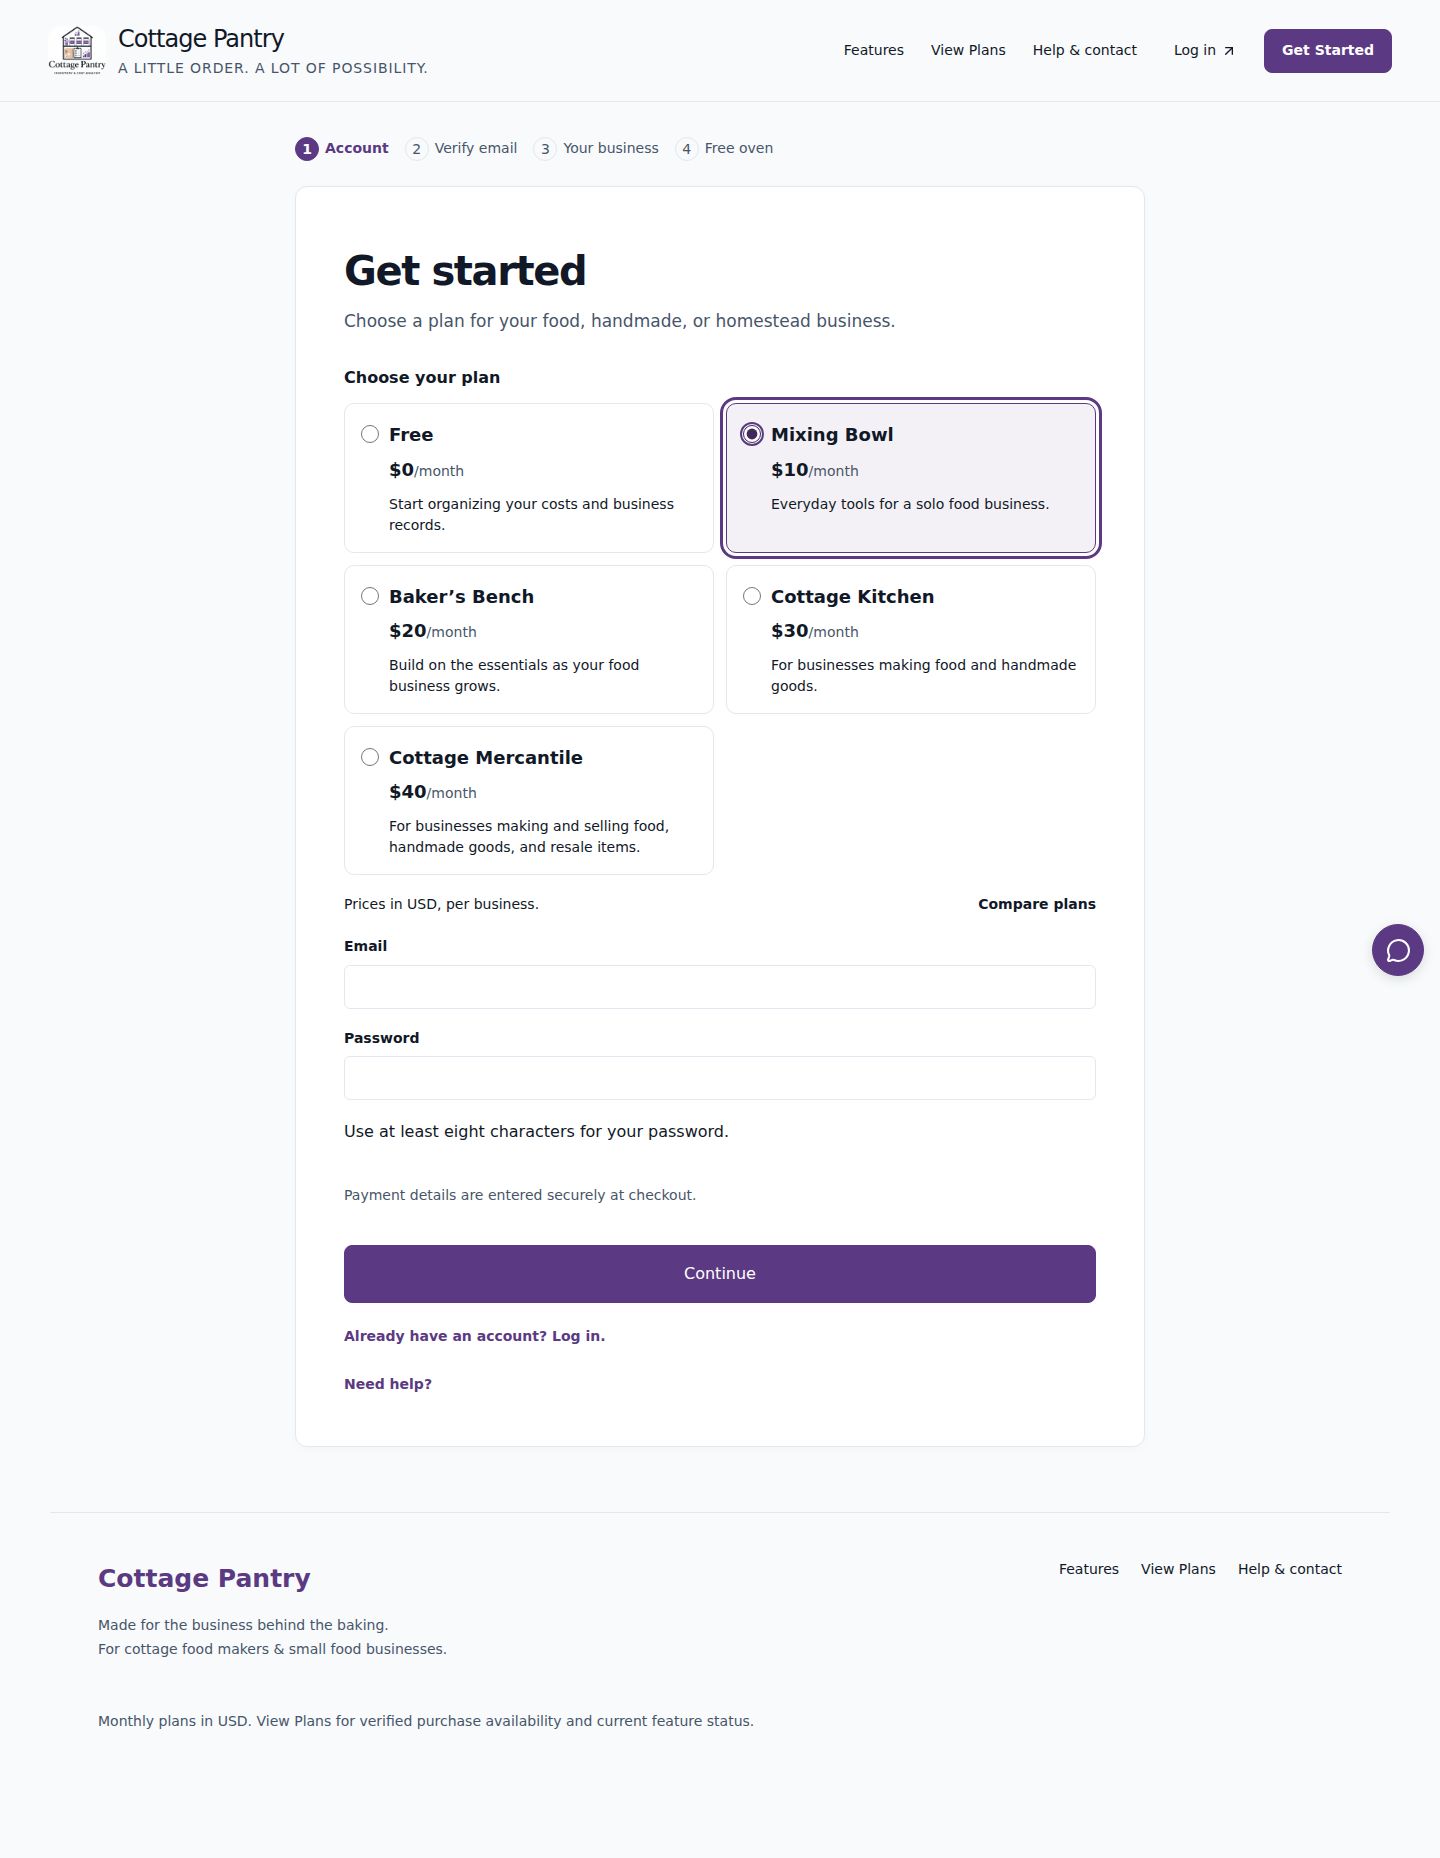 Cottage Pantry
Cottage Pantry
A LITTLE ORDER. A LOT OF POSSIBILITY.
Features
View Plans
Help & contact
Log in
Get Started
1 Account
2 Verify email
3 Your business
4 Free oven
Get started
Choose a plan for your food, handmade, or homestead business.
Choose your plan
Free
$0/month
Start organizing your costs and business
records.
Mixing Bowl
$10/month
Everyday tools for a solo food business.
Baker’s Bench
$20/month
Build on the essentials as your food
business grows.
Cottage Kitchen
$30/month
For businesses making food and handmade
goods.
Cottage Mercantile
$40/month
For businesses making and selling food,
handmade goods, and resale items.
Prices in USD, per business.
Compare plans
Email
Password
Use at least eight characters for your password.
Payment details are entered securely at checkout.
Continue
Already have an account? Log in.
Need help?
Cottage Pantry
Features
View Plans
Help & contact
Made for the business behind the baking.
For cottage food makers & small food businesses.
Monthly plans in USD. View Plans for verified purchase availability and current feature status.